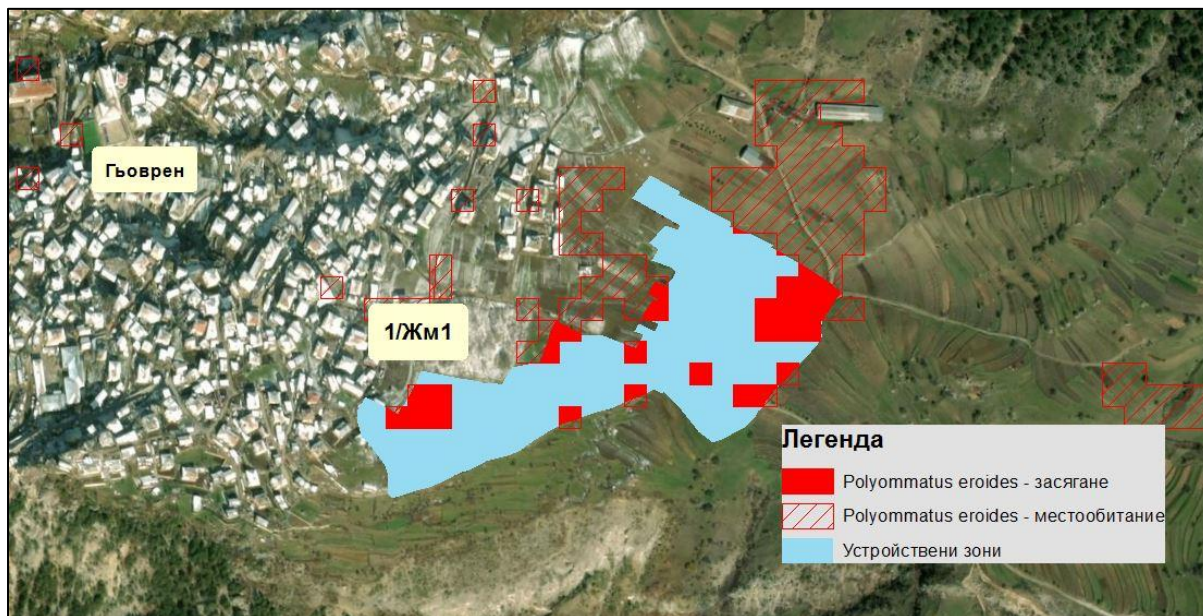 Гьоврен
1/Жм1
Легенда
Polyommatus eroides - засягане
Polyommatus eroides - местообитание
Устройствени зони